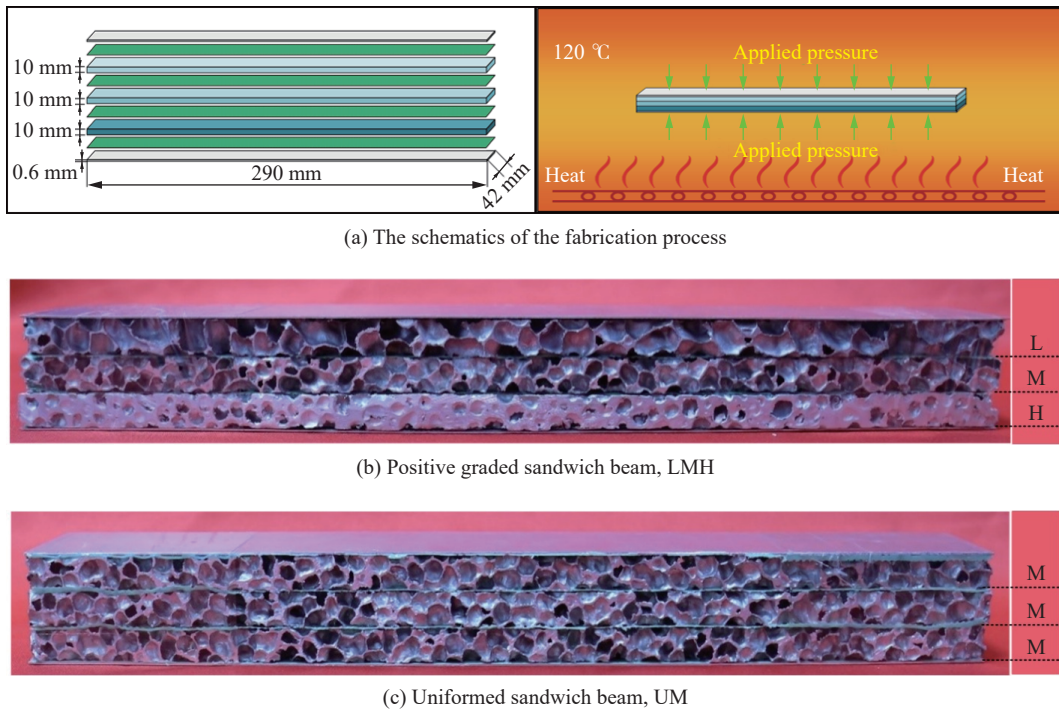 10 mm
10 mm
10 mm
0.6 mm
290 mm
42 mm
120 ℃
Applied pressure
Applied pressure
Heat
Heat
(a) The schematics of the fabrication process
L
M
H
(b) Positive graded sandwich beam, LMH
M
M
M
(c) Uniformed sandwich beam, UM